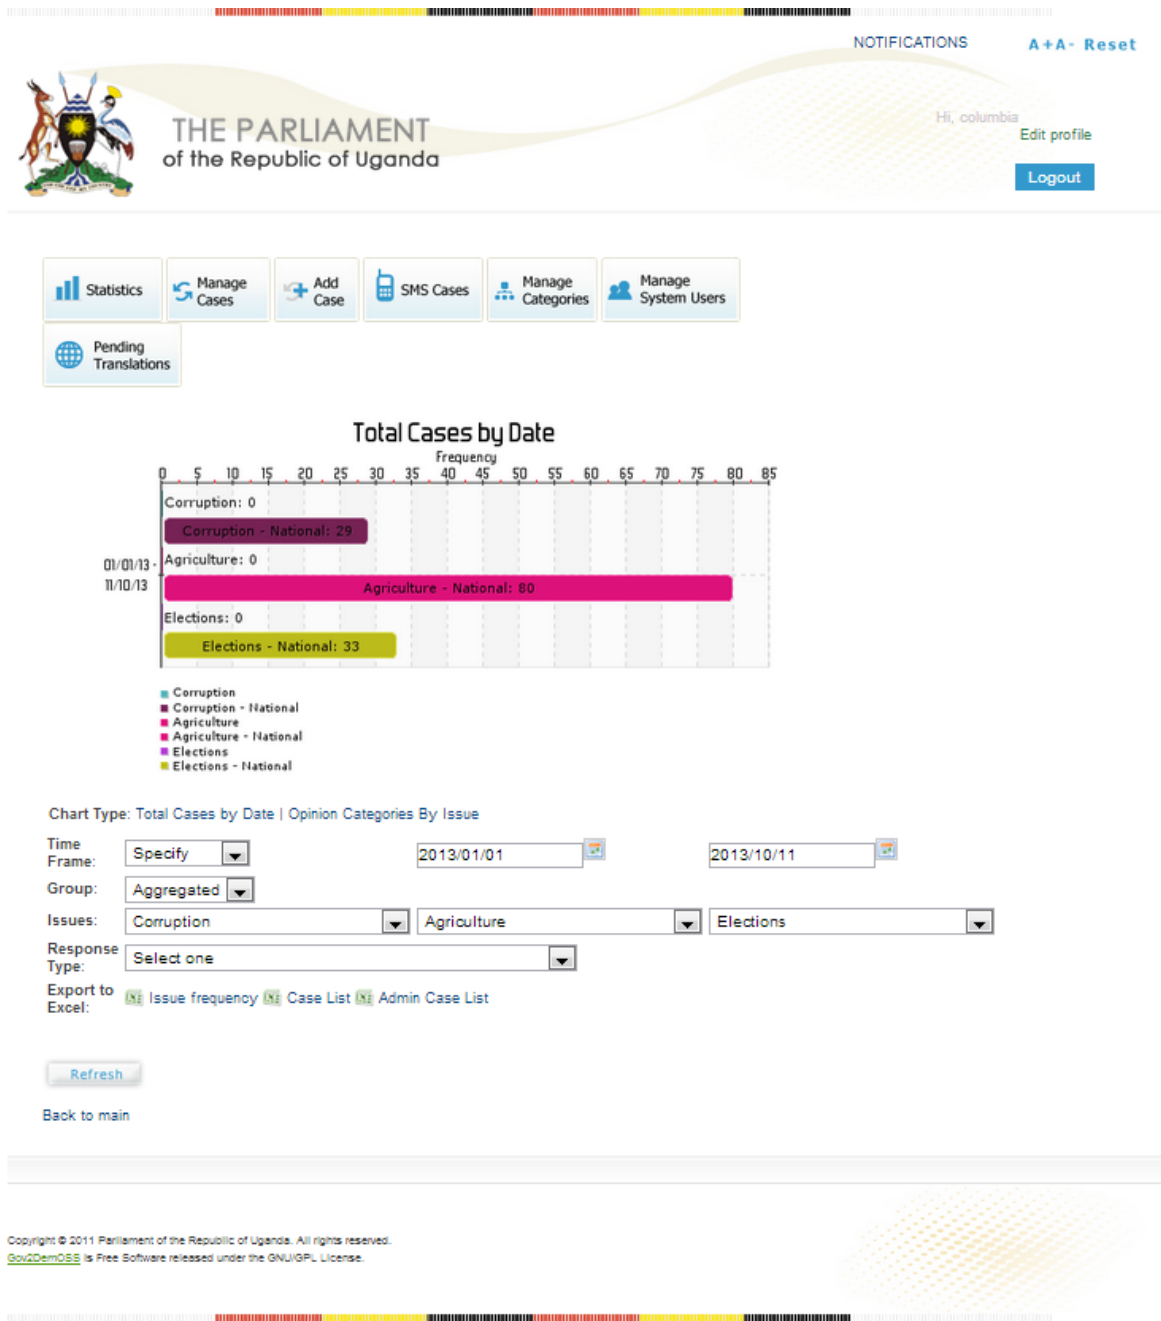 NOTIFICATIONS A+A- Reset
Hi, columbia
Edit profile
THE PARLIAMENT
of the Republic of Uganda
Logout
Statistics
Manage
Cases
Add
Case
SMS Cases
Manage
Categories
Manage
System Users
Pending
Translations
Total Cases by Date
Frequency
0 5 10 15 20 25 30 35 40 45 50 55 60 65 70 75 80 85
Corruption: 0
Corruption - National: 29
Agriculture: 0
01/01/13 -
11/10/13
Agriculture - National: 80
Elections: 0
Elections - National: 33
Corruption
Corruption - National
Agriculture
Agriculture - National
Elections
Elections - National
Chart Type: Total Cases by Date | Opinion Categories By Issue
Time
Frame:
Specify 2013/01/01 2013/10/11
Group: Aggregated
Issues: Corruption Agriculture Elections
Response
Type:
Select one
Export to
Excel:
Issue frequency Case List Admin Case List
Refresh
Back to main
Copyright © 2011 Parliament of the Republic of Uganda. All rights reserved.
Gov2DemOSS is Free Software released under the GNU/GPL License.